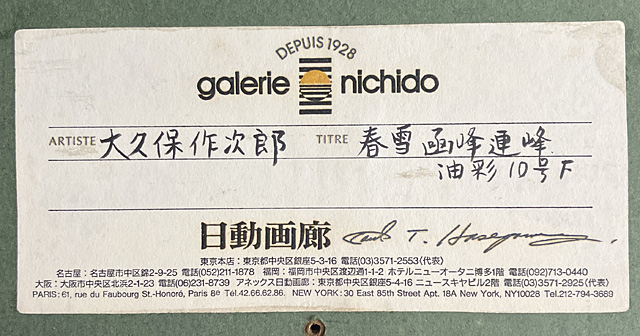 DEPUIS 1928
galerie nichido
ARTISTE 大久保作次郎 TITRE 春雪函峰連峰
油彩10号F
日動画廊
東京本店：東京都中央区銀座5-3-16 電話(03)3571-2553(代表)
名古屋：名古屋市中区錦2-9-25 電話(052)211-1878 福岡：福岡市中央区渡辺通1-1-2 ホテルニューオータニ博多1階 電話(092)713-0440
大阪：大阪市中央区北浜2-1-23 電話(06)231-8739 アネックス日動画廊：東京都中央区銀座5-4-16 ニュースキヤビル2階 電話(03)3571-2925(代表)
PARIS: 61, rue du Faubourg St.-Honoré, Paris 8e Tél.42.66.62.86. NEW YORK: 30 East 85th Street Apt. 18A New York, NY10028 Tel.212-794-3689